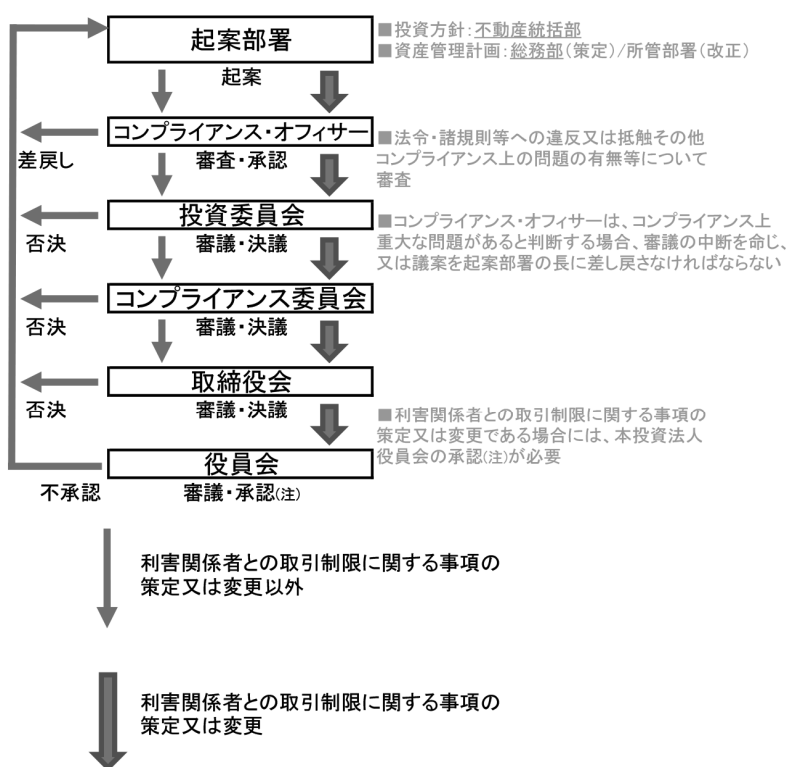 起案部署
■投資方針：不動産統括部
■資産管理計画：総務部（策定）/所管部署（改正）
起案
コンプライアンス・オフィサー
差戻し
審査・承認
■法令・諸規則等への違反又は抵触その他
コンプライアンス上の問題の有無等について
審査
投資委員会
否決
審議・決議
■コンプライアンス・オフィサーは、コンプライアンス上
重大な問題があると判断する場合、審議の中断を命じ、
又は議案を起案部署の長に差し戻さなければならない
コンプライアンス委員会
否決
審議・決議
取締役会
否決
審議・決議
■利害関係者との取引制限に関する事項の
策定又は変更である場合には、本投資法人
役員会の承認(注)が必要
役員会
不承認
審議・承認(注)
利害関係者との取引制限に関する事項の
策定又は変更以外
利害関係者との取引制限に関する事項の
策定又は変更